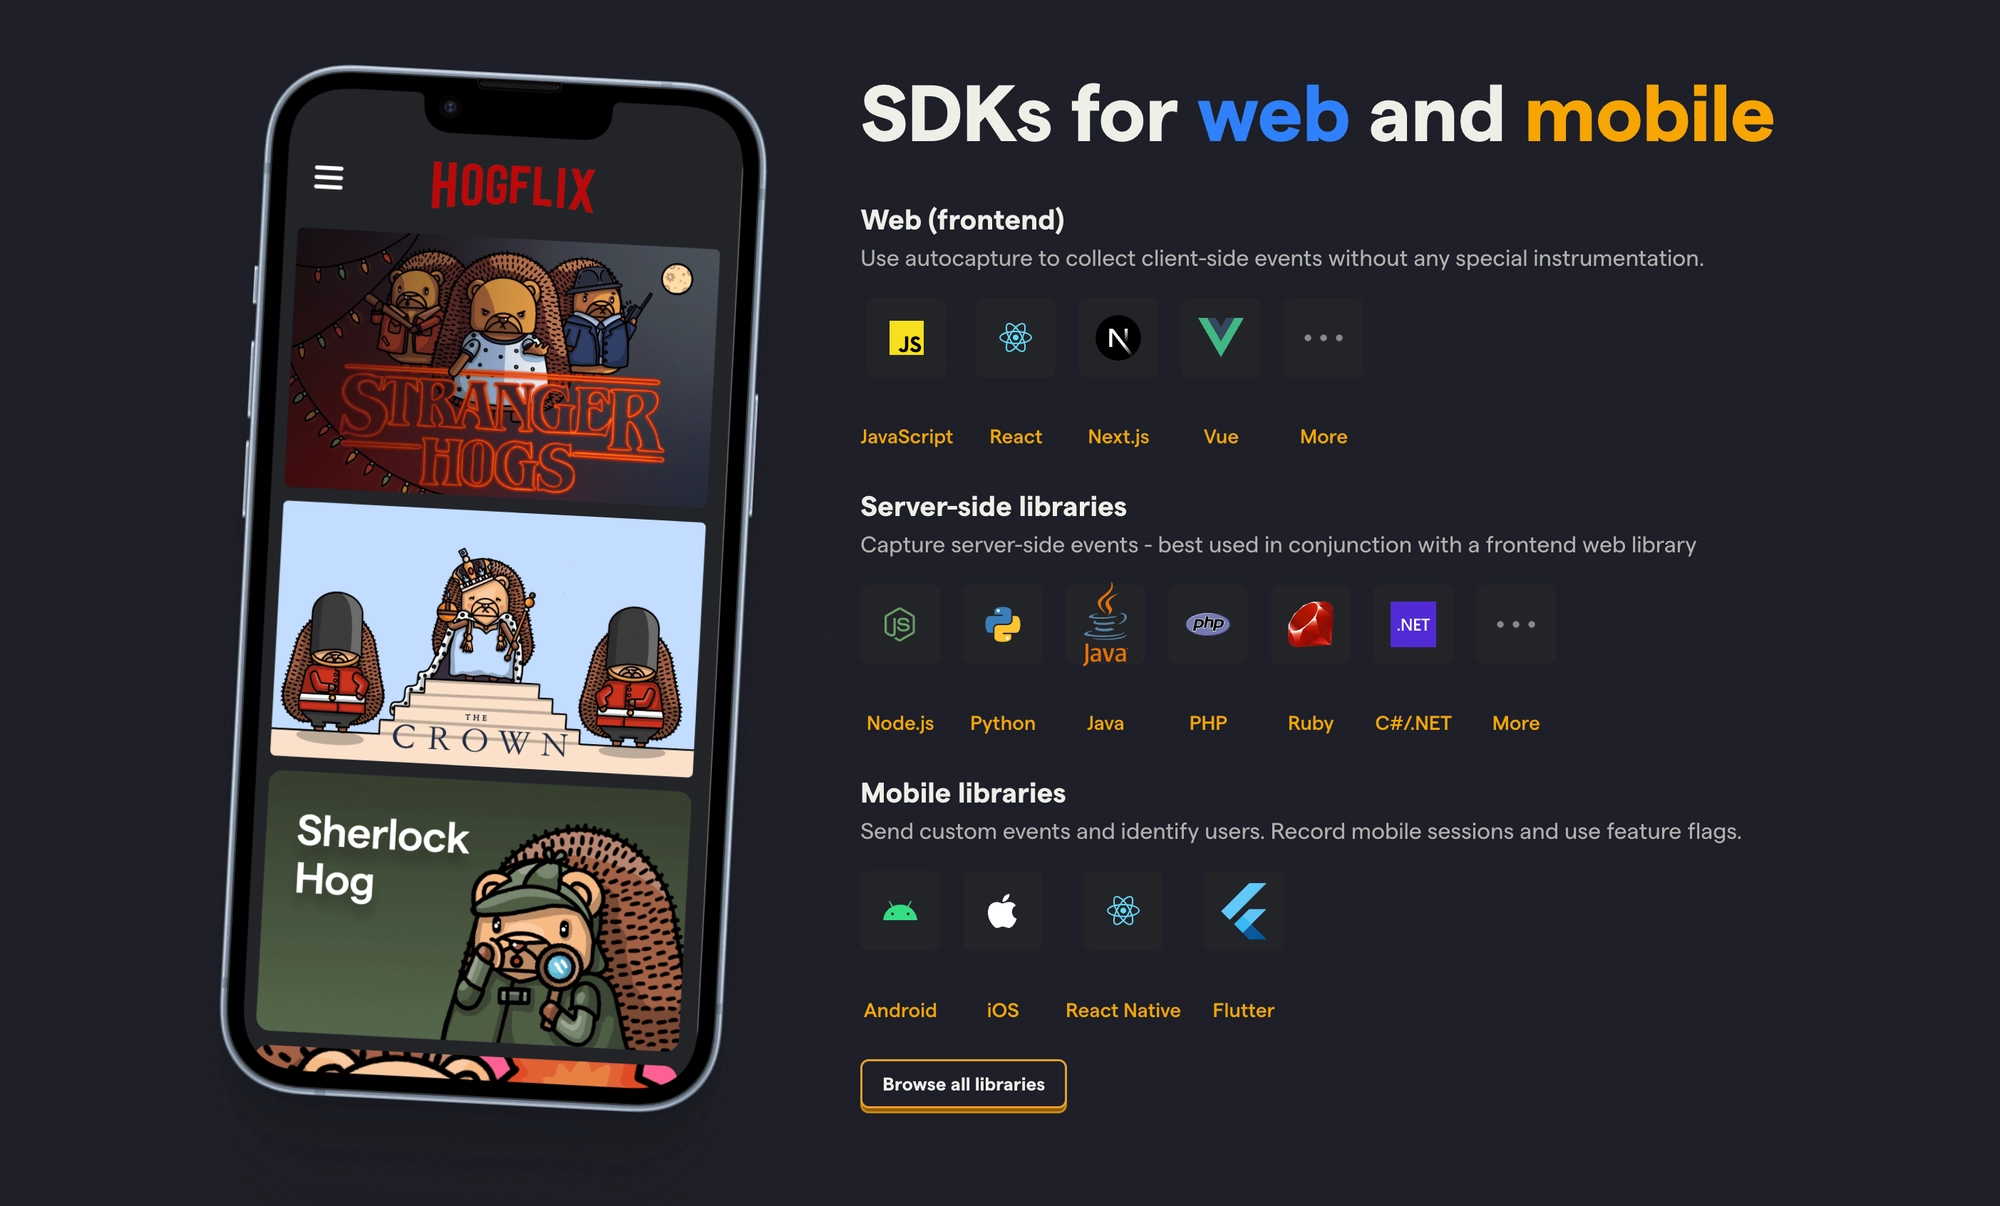 HOGFLIX
STRANGER
HOGS
THE
CROWN
Sherlock
Hog
SDKs for web and mobile
Web (frontend)
Use autocapture to collect client-side events without any special instrumentation.
JS
N
JavaScript React Next.js Vue More
Server-side libraries
Capture server-side events - best used in conjunction with a frontend web library
JS
Java
php
.NET
Node.js Python Java PHP Ruby C#/.NET More
Mobile libraries
Send custom events and identify users. Record mobile sessions and use feature flags.
Android iOS React Native Flutter
Browse all libraries